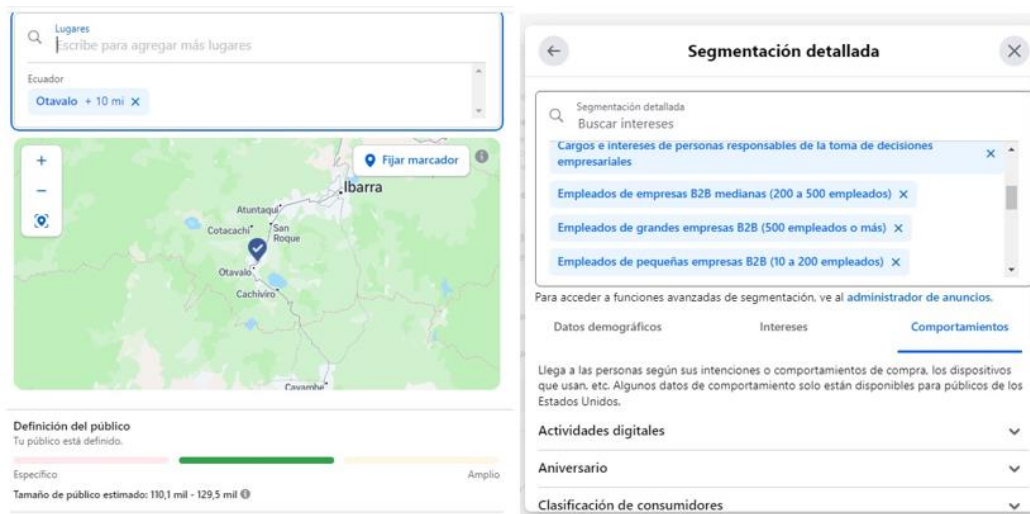 Lugares
Escribe para agregar más lugares
Ecuador
Otavalo + 10 mi
Fijar marcador
Ibarra
Atuntaqui
Cotacachi
San
Roque
Otavalo
Cachiviro
Cayambe
Definición del público
Tu público está definido.
Específico
Amplio
Tamaño de público estimado: 110,1 mil - 129,5 mil
Segmentación detallada
Segmentación detallada
Buscar intereses
Cargos e intereses de personas responsables de la toma de decisiones
empresariales
Empleados de empresas B2B medianas (200 a 500 empleados)
Empleados de grandes empresas B2B (500 empleados o más)
Empleados de pequeñas empresas B2B (10 a 200 empleados)
Para acceder a funciones avanzadas de segmentación, ve al administrador de anuncios.
Datos demográficos
Intereses
Comportamientos
Llega a las personas según sus intenciones o comportamientos de compra, los dispositivos
que usan, etc. Algunos datos de comportamiento solo están disponibles para públicos de los
Estados Unidos.
Actividades digitales
Aniversario
Clasificación de consumidores